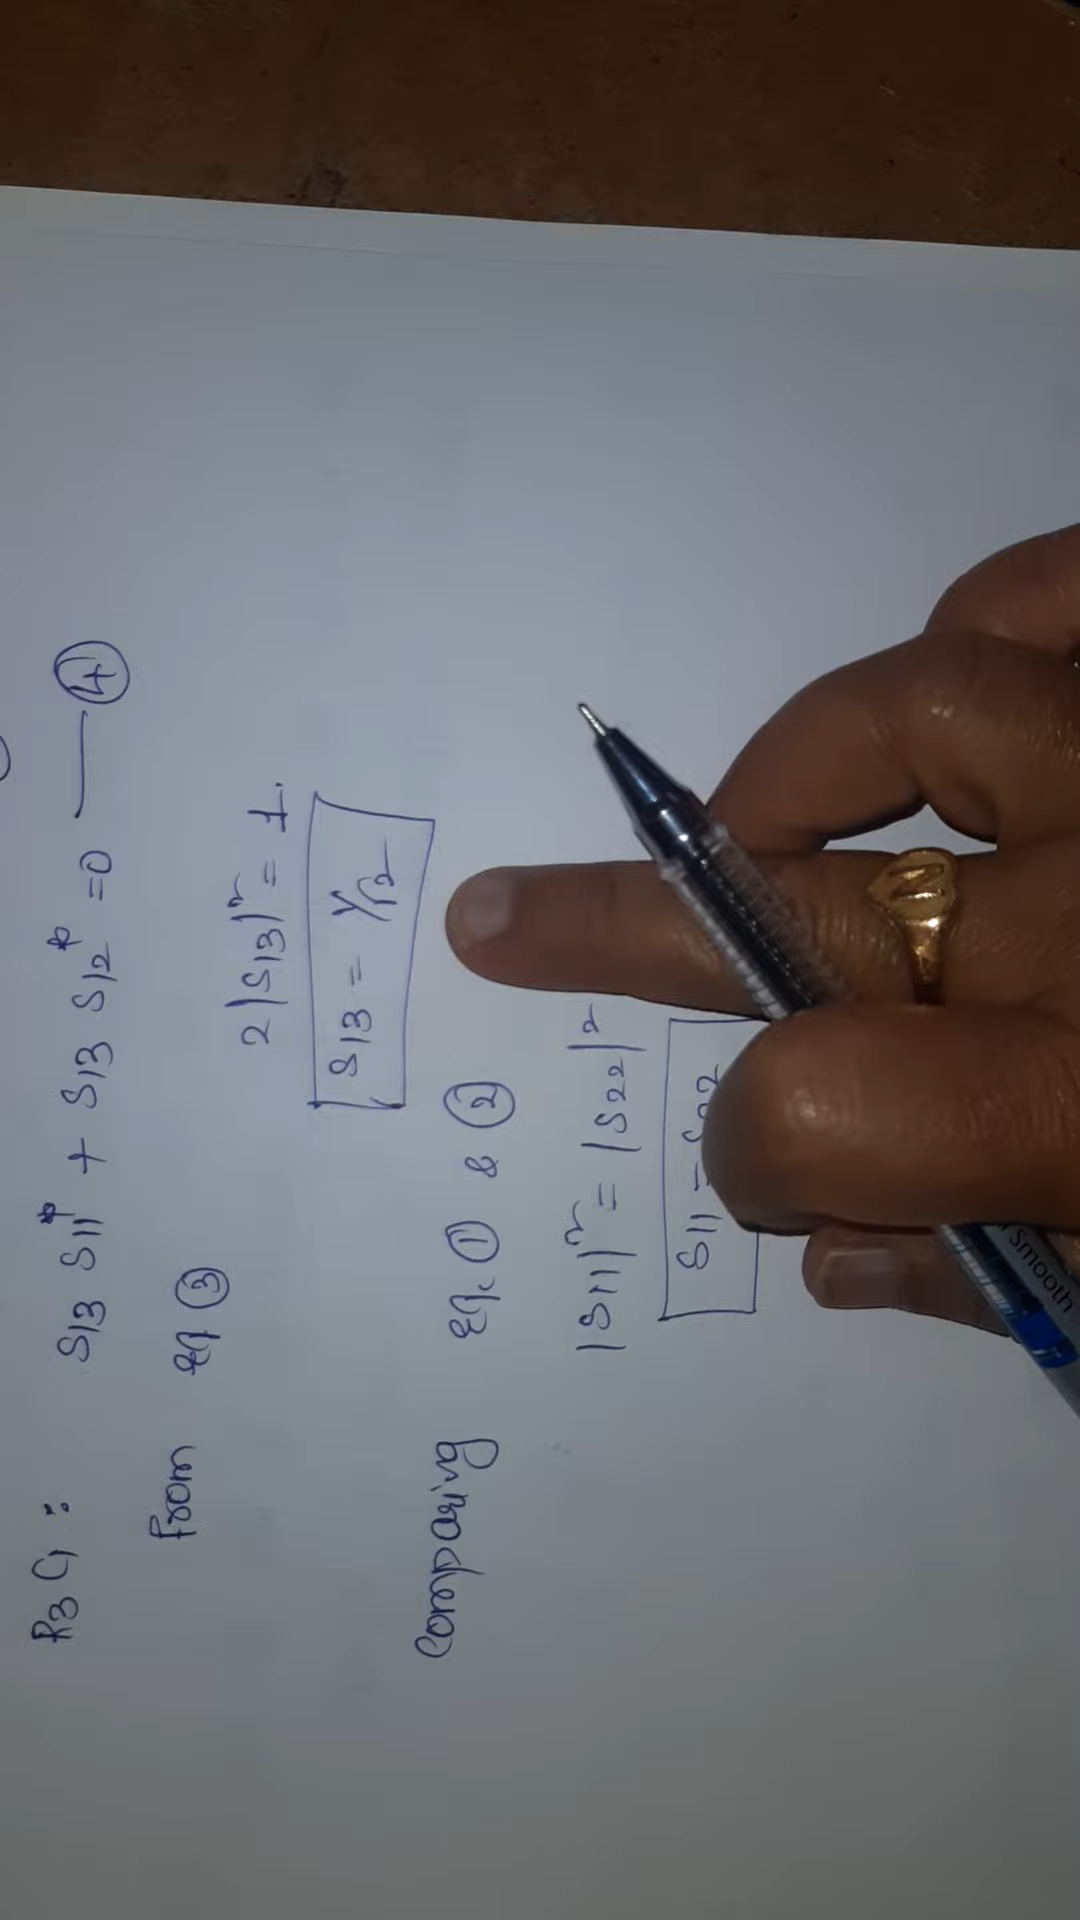 R3 C1 : S13 S11* + S13 S12* = 0 —— ④
From eq ③
2|S13|² = 1.
S13 = 1/√2
Comparing eq. ① & ②
|S11|² = |S22|²
S11 = S22
Smooth